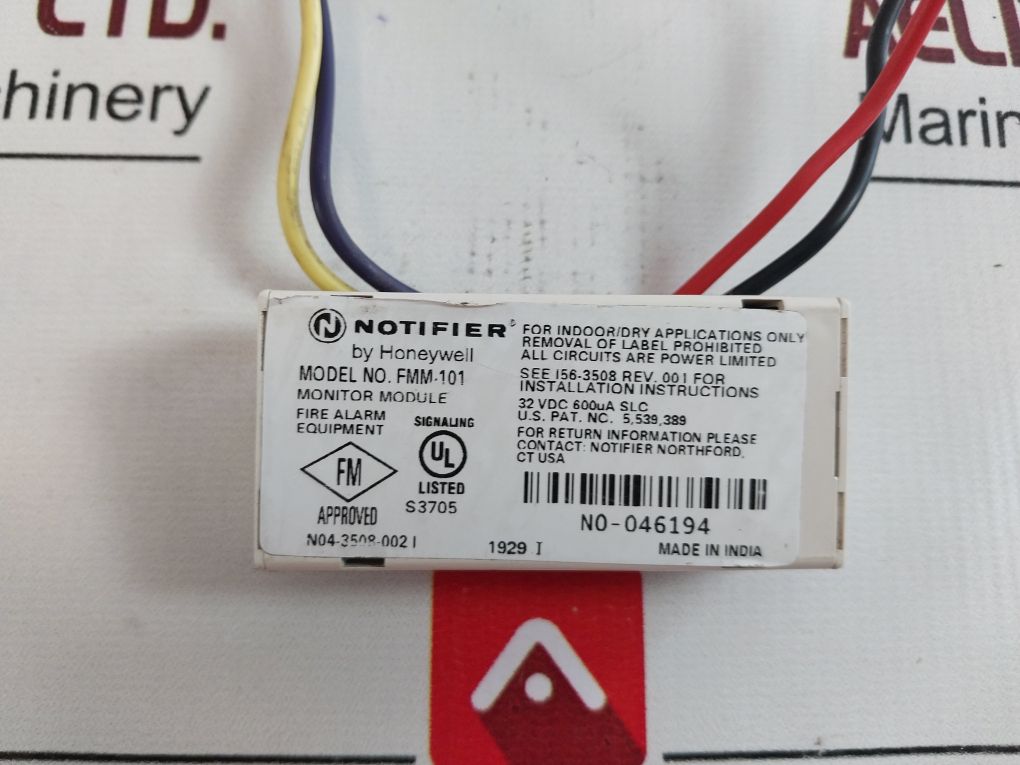 LTD.
chinery
AELI
Marin
NOTIFIER®
by Honeywell
MODEL NO. FMM-101
MONITOR MODULE
FIRE ALARM
EQUIPMENT
FM
APPROVED
SIGNALING
UL
LISTED
S3705
N04-3508-002 I
1929 I
FOR INDOOR/DRY APPLICATIONS ONLY
REMOVAL OF LABEL PROHIBITED
ALL CIRCUITS ARE POWER LIMITED
SEE I56-3508 REV. 001 FOR
INSTALLATION INSTRUCTIONS
32 VDC 600uA SLC
U.S. PAT. NO. 5,539,389
FOR RETURN INFORMATION PLEASE
CONTACT: NOTIFIER NORTHFORD,
CT USA
NO-046194
MADE IN INDIA